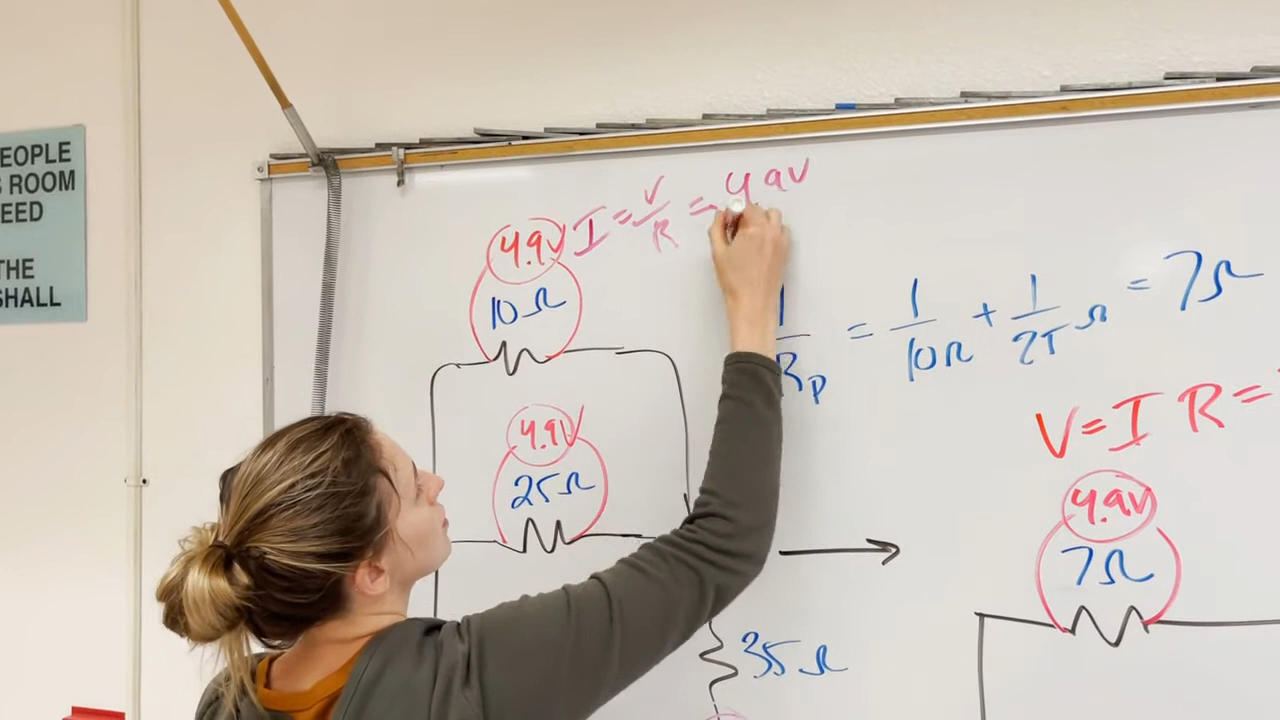 EOPLE
S ROOM
EED
THE
SHALL
I = V/R = 4.9V
4.9V
10Ω
1/Rp = 1/10Ω + 1/25 Ω = 7Ω
V = I R =
4.9V
25Ω
4.9V
7Ω
35Ω